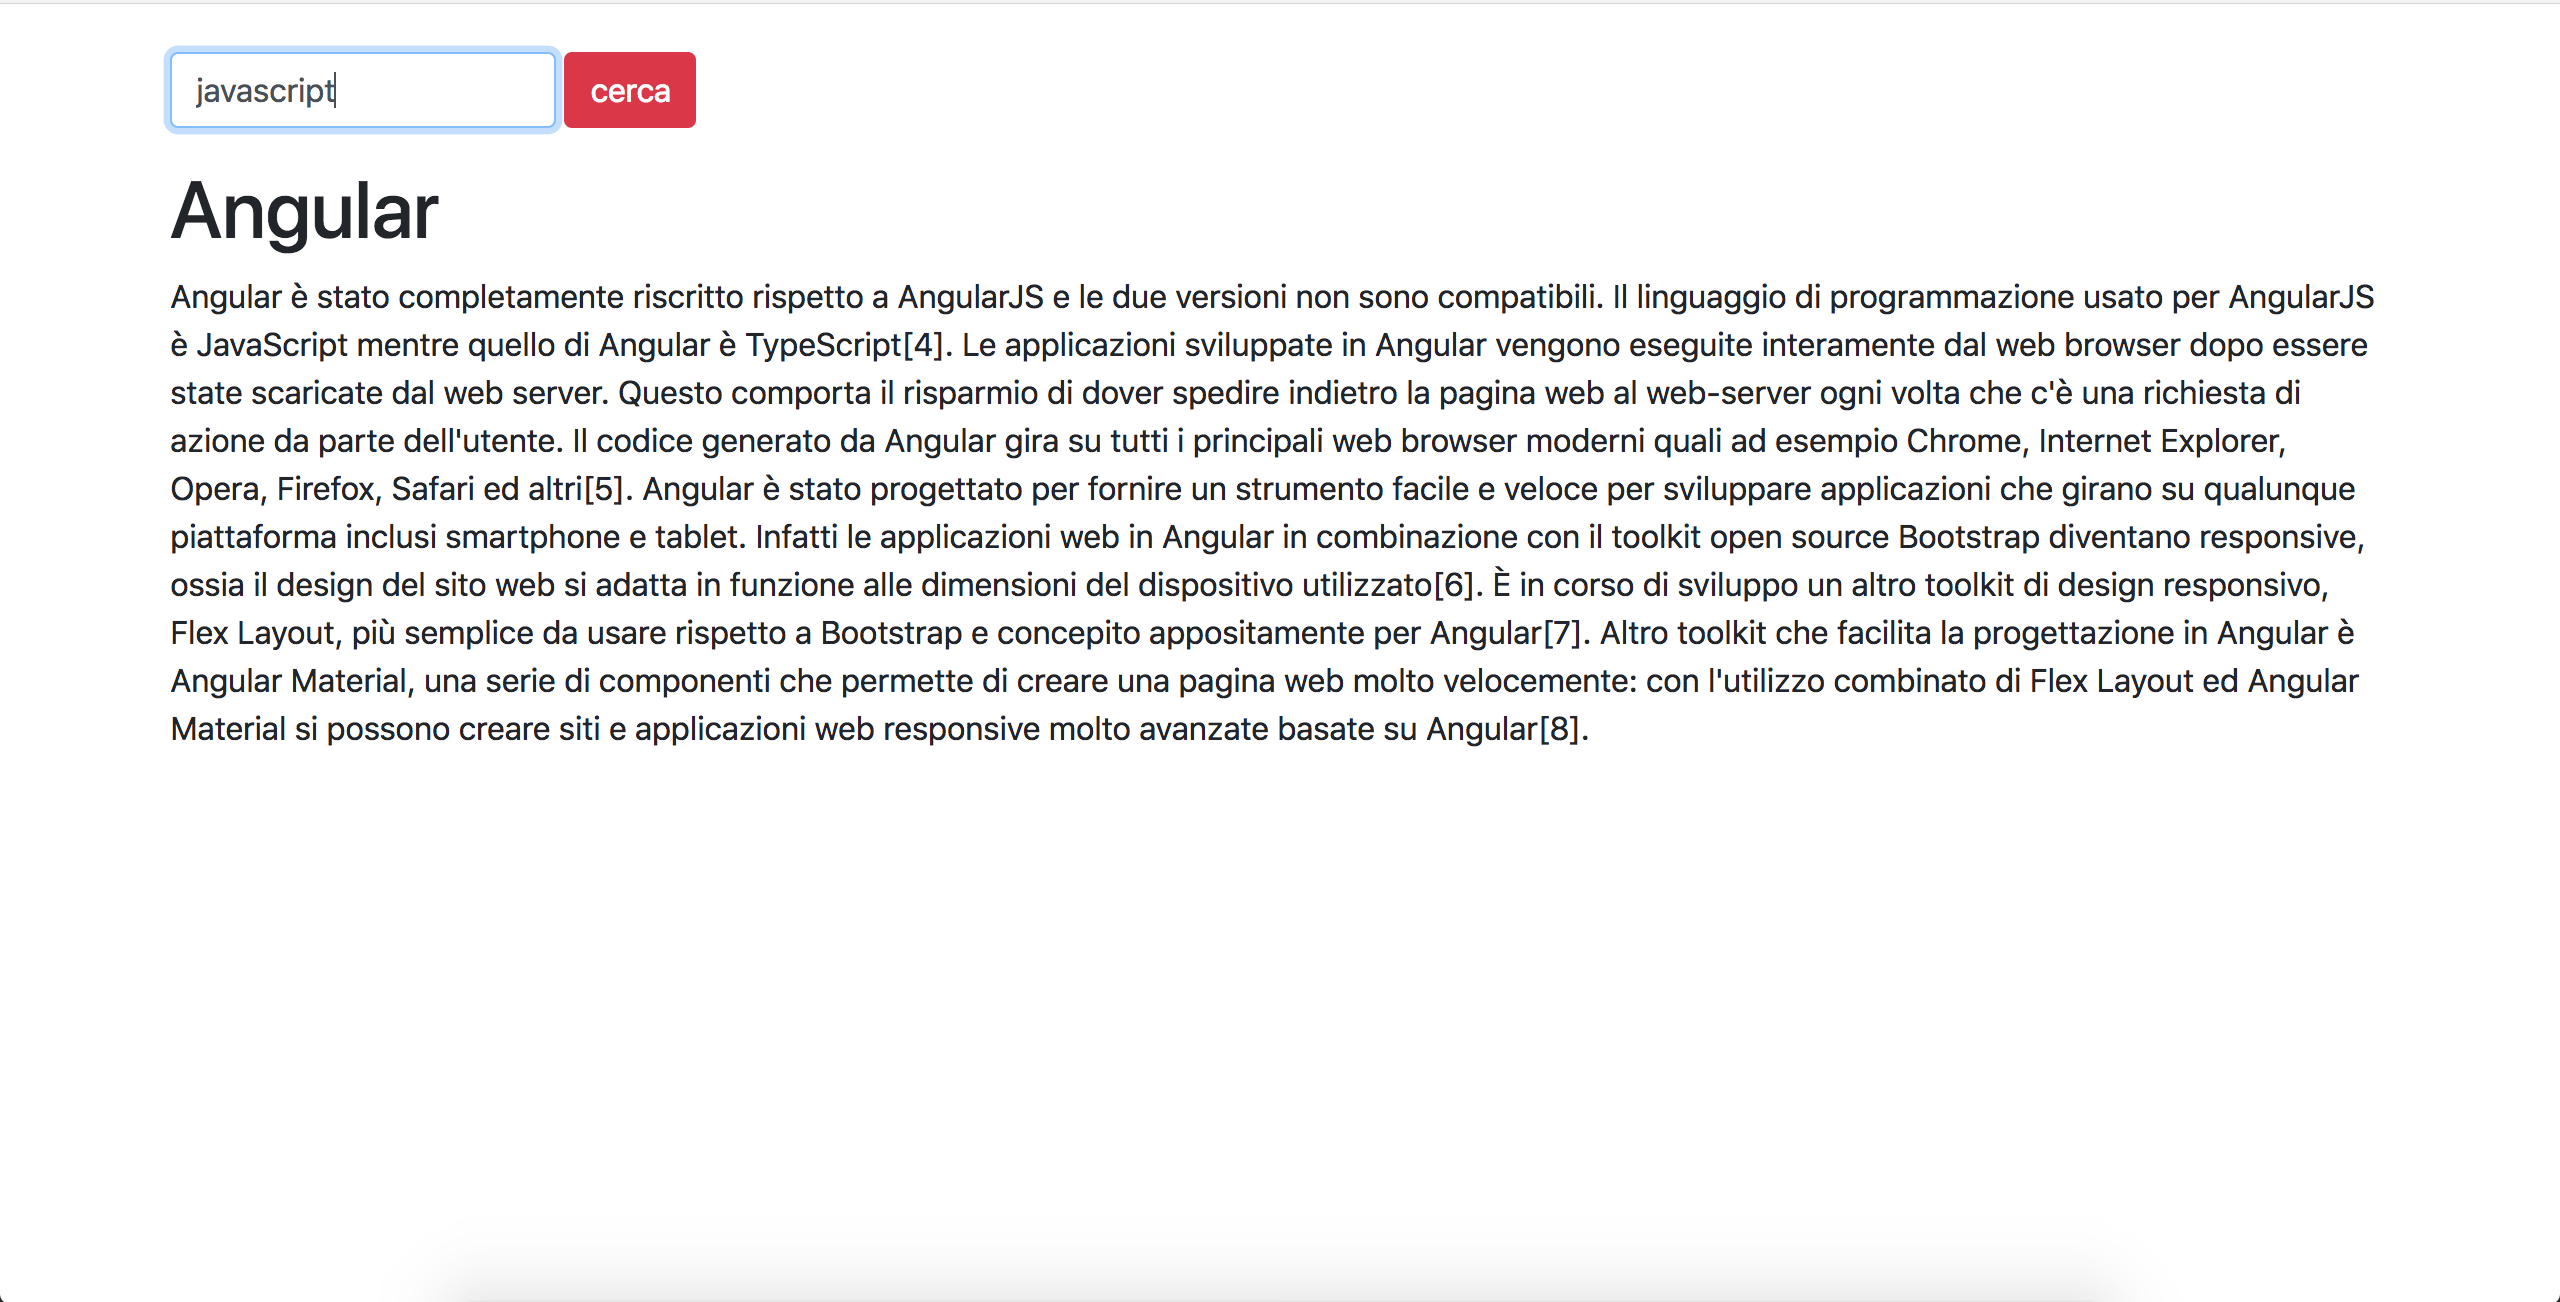 javascript
cerca
Angular
Angular è stato completamente riscritto rispetto a AngularJS e le due versioni non sono compatibili. Il linguaggio di programmazione usato per AngularJS
è JavaScript mentre quello di Angular è TypeScript[4]. Le applicazioni sviluppate in Angular vengono eseguite interamente dal web browser dopo essere
state scaricate dal web server. Questo comporta il risparmio di dover spedire indietro la pagina web al web-server ogni volta che c'è una richiesta di
azione da parte dell'utente. Il codice generato da Angular gira su tutti i principali web browser moderni quali ad esempio Chrome, Internet Explorer,
Opera, Firefox, Safari ed altri[5]. Angular è stato progettato per fornire un strumento facile e veloce per sviluppare applicazioni che girano su qualunque
piattaforma inclusi smartphone e tablet. Infatti le applicazioni web in Angular in combinazione con il toolkit open source Bootstrap diventano responsive,
ossia il design del sito web si adatta in funzione alle dimensioni del dispositivo utilizzato[6]. È in corso di sviluppo un altro toolkit di design responsivo,
Flex Layout, più semplice da usare rispetto a Bootstrap e concepito appositamente per Angular[7]. Altro toolkit che facilita la progettazione in Angular è
Angular Material, una serie di componenti che permette di creare una pagina web molto velocemente: con l'utilizzo combinato di Flex Layout ed Angular
Material si possono creare siti e applicazioni web responsive molto avanzate basate su Angular[8].